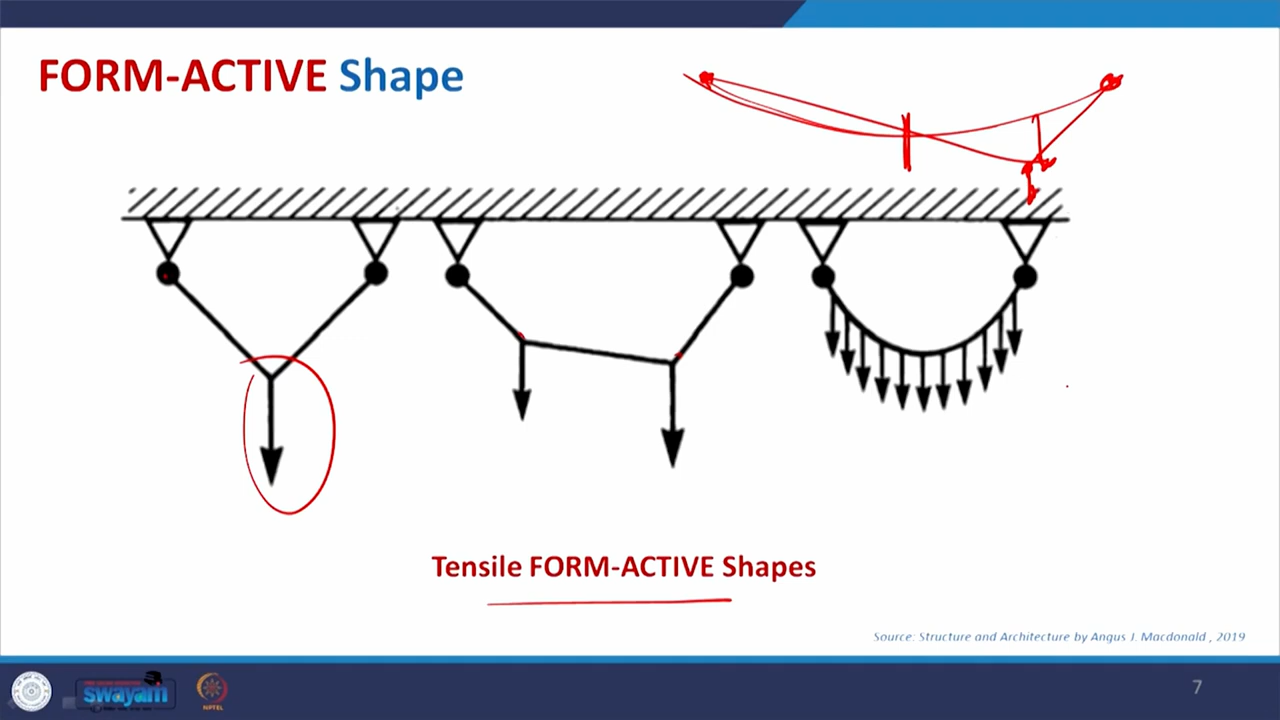 FORM-ACTIVE Shape
Tensile FORM-ACTIVE Shapes
Source: Structure and Architecture by Angus J. Macdonald , 2019
swayam
NPTEL
7